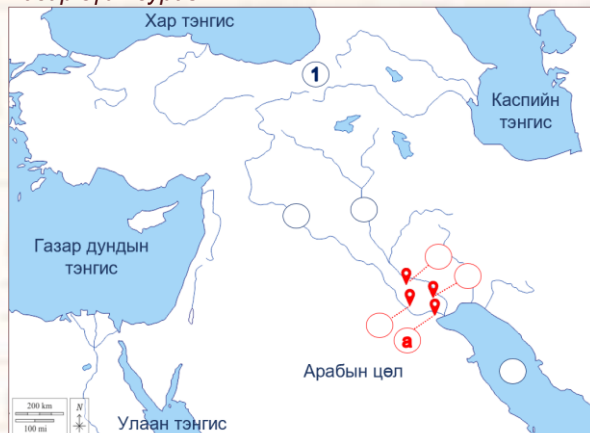 Хар тэнгис
1
Каспийн
тэнгис
Газар дундын
тэнгис
a
Арабын цөл
Улаан тэнгис
200 km
100 mi
N